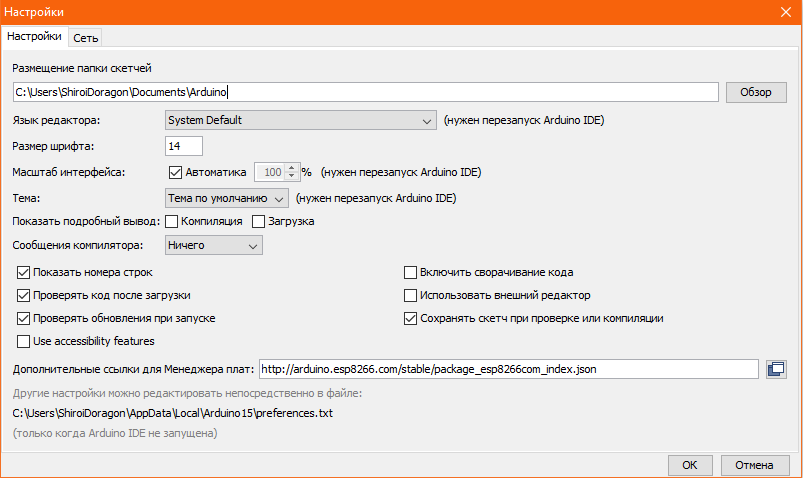 Настройки
Настройки Сеть
Размещение папки скетчей
C:\Users\ShiroiDoragon\Documents\Arduino Обзор
Язык редактора: System Default (нужен перезапуск Arduino IDE)
Размер шрифта: 14
Масштаб интерфейса: Автоматика 100 % (нужен перезапуск Arduino IDE)
Тема: Тема по умолчанию (нужен перезапуск Arduino IDE)
Показать подробный вывод: Компиляция Загрузка
Сообщения компилятора: Ничего
Показать номера строк Включить сворачивание кода
Проверять код после загрузки Использовать внешний редактор
Проверять обновления при запуске Сохранять скетч при проверке или компиляции
Use accessibility features
Дополнительные ссылки для Менеджера плат: http://arduino.esp8266.com/stable/package_esp8266com_index.json
Другие настройки можно редактировать непосредственно в файле:
C:\Users\ShiroiDoragon\AppData\Local\Arduino15\preferences.txt
(только когда Arduino IDE не запущена)
OK Отмена